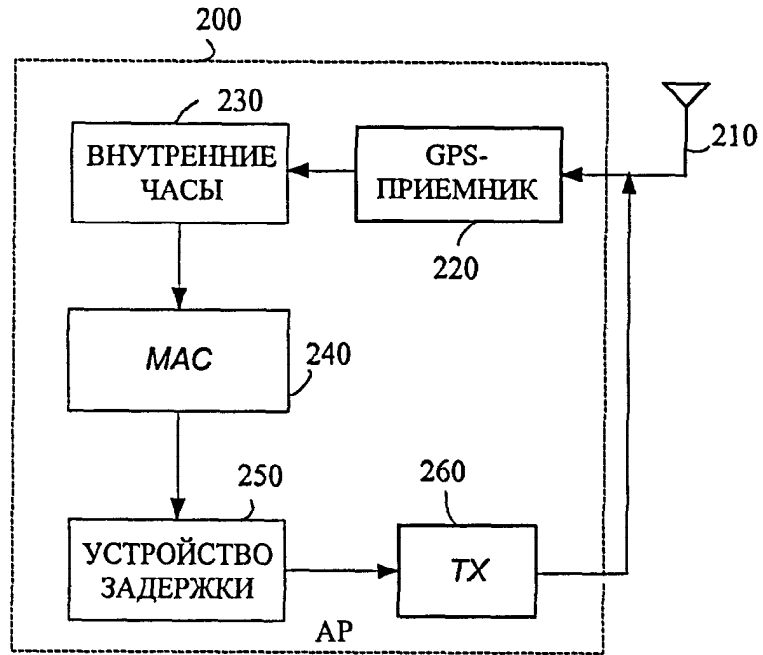 200
230
ВНУТРЕННИЕ
ЧАСЫ
GPS-
ПРИЕМНИК
210
220
MAC
240
250
УСТРОЙСТВО
ЗАДЕРЖКИ
260
TX
AP